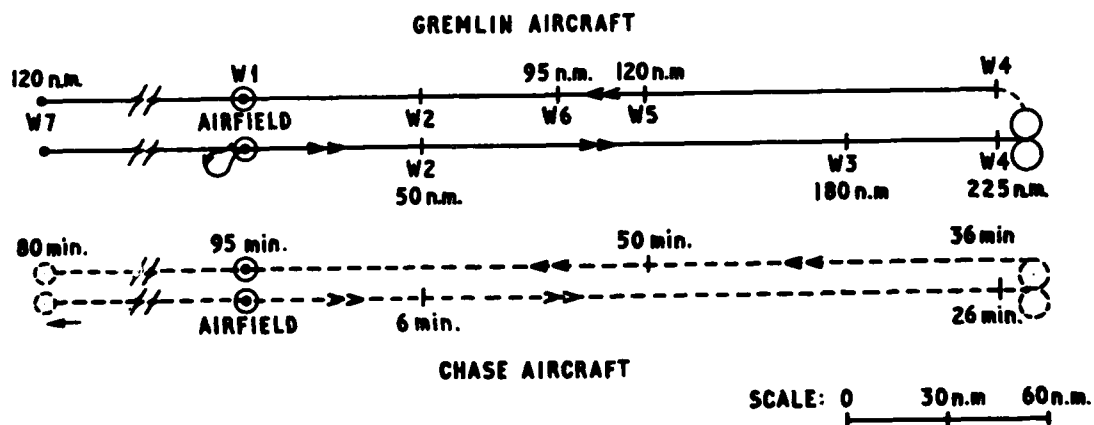 GREMLIN AIRCRAFT
120 n.m. W1 95 n.m. 120 n.m W4
W7 AIRFIELD W2 W6 W5
W2 W3 W4
50 n.m. 180 n.m 225 n.m.
80 min. 95 min. 50 min. 36 min
AIRFIELD 6 min. 26 min.
CHASE AIRCRAFT
SCALE: 0 30 n.m 60 n.m.